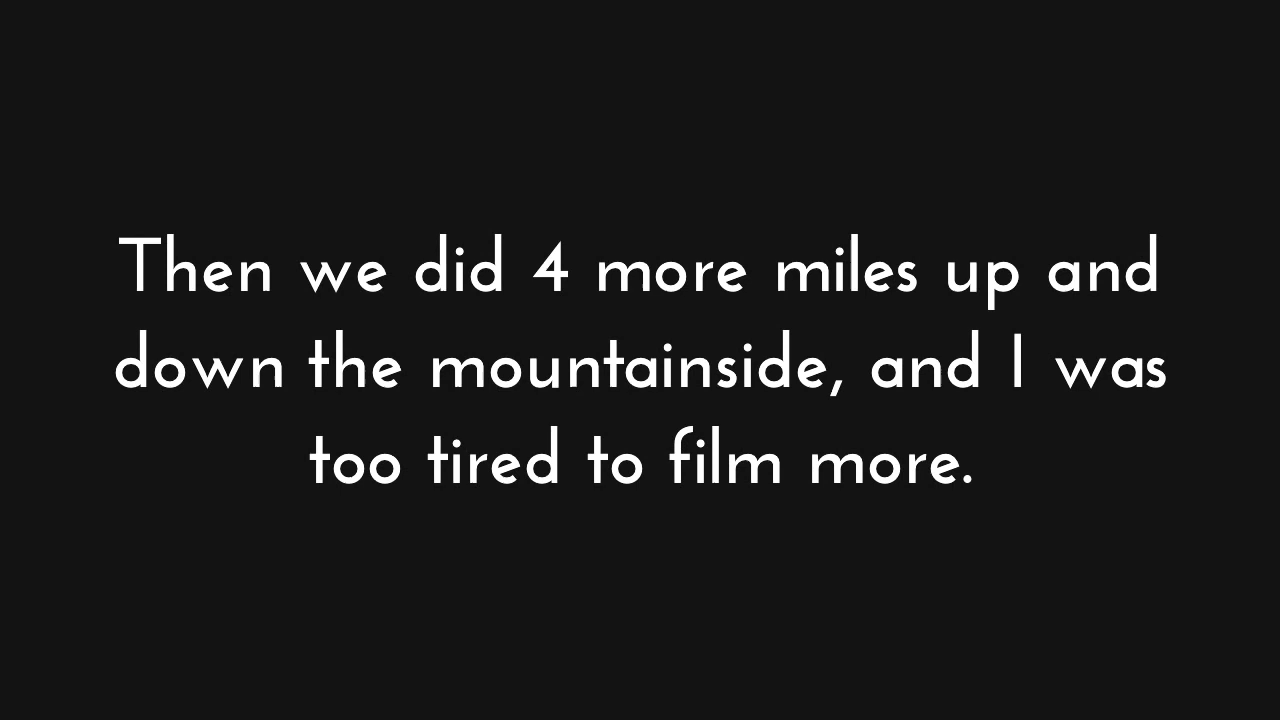 Then we did 4 more miles up and
down the mountainside, and I was
too tired to film more.